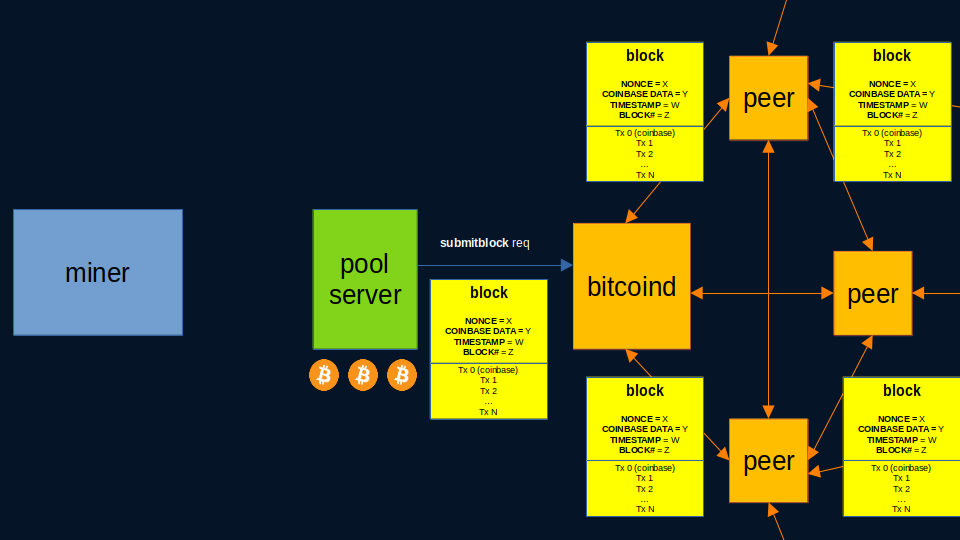 miner
pool
server
submitblock req
block
NONCE = X
COINBASE DATA = Y
TIMESTAMP = W
BLOCK# = Z
Tx 0 (coinbase)
Tx 1
Tx 2
...
Tx N
bitcoind
block
NONCE = X
COINBASE DATA = Y
TIMESTAMP = W
BLOCK# = Z
Tx 0 (coinbase)
Tx 1
Tx 2
...
Tx N
peer
block
NONCE = X
COINBASE DATA = Y
TIMESTAMP = W
BLOCK# = Z
Tx 0 (coinbase)
Tx 1
Tx 2
...
Tx N
peer
block
NONCE = X
COINBASE DATA = Y
TIMESTAMP = W
BLOCK# = Z
Tx 0 (coinbase)
Tx 1
Tx 2
...
Tx N
peer
block
NONCE = X
COINBASE DATA = Y
TIMESTAMP = W
BLOCK# = Z
Tx 0 (coinbase)
Tx 1
Tx 2
...
Tx N